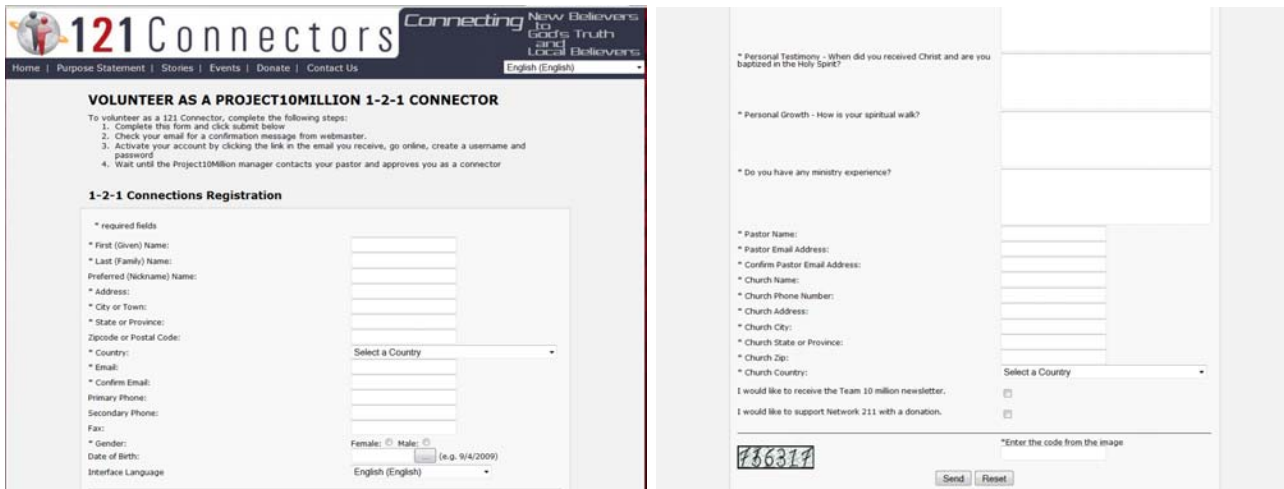 121 Connectors
Connecting New Believers
to
God's Truth
and
Local Believers
Home | Purpose Statement | Stories | Events | Donate | Contact Us
English (English)
VOLUNTEER AS A PROJECT10MILLION 1-2-1 CONNECTOR
To volunteer as a 121 Connector, complete the following steps:
1. Complete this form and click submit below
2. Check your email for a confirmation message from webmaster.
3. Activate your account by clicking the link in the email you receive, go online, create a username and
password
4. Wait until the Project10Million manager contacts your pastor and approves you as a connector
1-2-1 Connections Registration
* required fields
* First (Given) Name:
* Last (Family) Name:
Preferred (Nickname) Name:
* Address:
* City or Town:
* State or Province:
Zipcode or Postal Code:
* Country: Select a Country
* Email:
* Confirm Email:
Primary Phone:
Secondary Phone:
Fax:
* Gender: Female: Male:
Date of Birth: ... (e.g. 9/4/2009)
Interface Language English (English)
* Personal Testimony - When did you received Christ and are you
baptized in the Holy Spirit?
* Personal Growth - How is your spiritual walk?
* Do you have any ministry experience?
* Pastor Name:
* Pastor Email Address:
* Confirm Pastor Email Address:
* Church Name:
* Church Phone Number:
* Church Address:
* Church City:
* Church State or Province:
* Church Zip:
* Church Country: Select a Country
I would like to receive the Team 10 million newsletter.
I would like to support Network 211 with a donation.
*Enter the code from the image
Send Reset